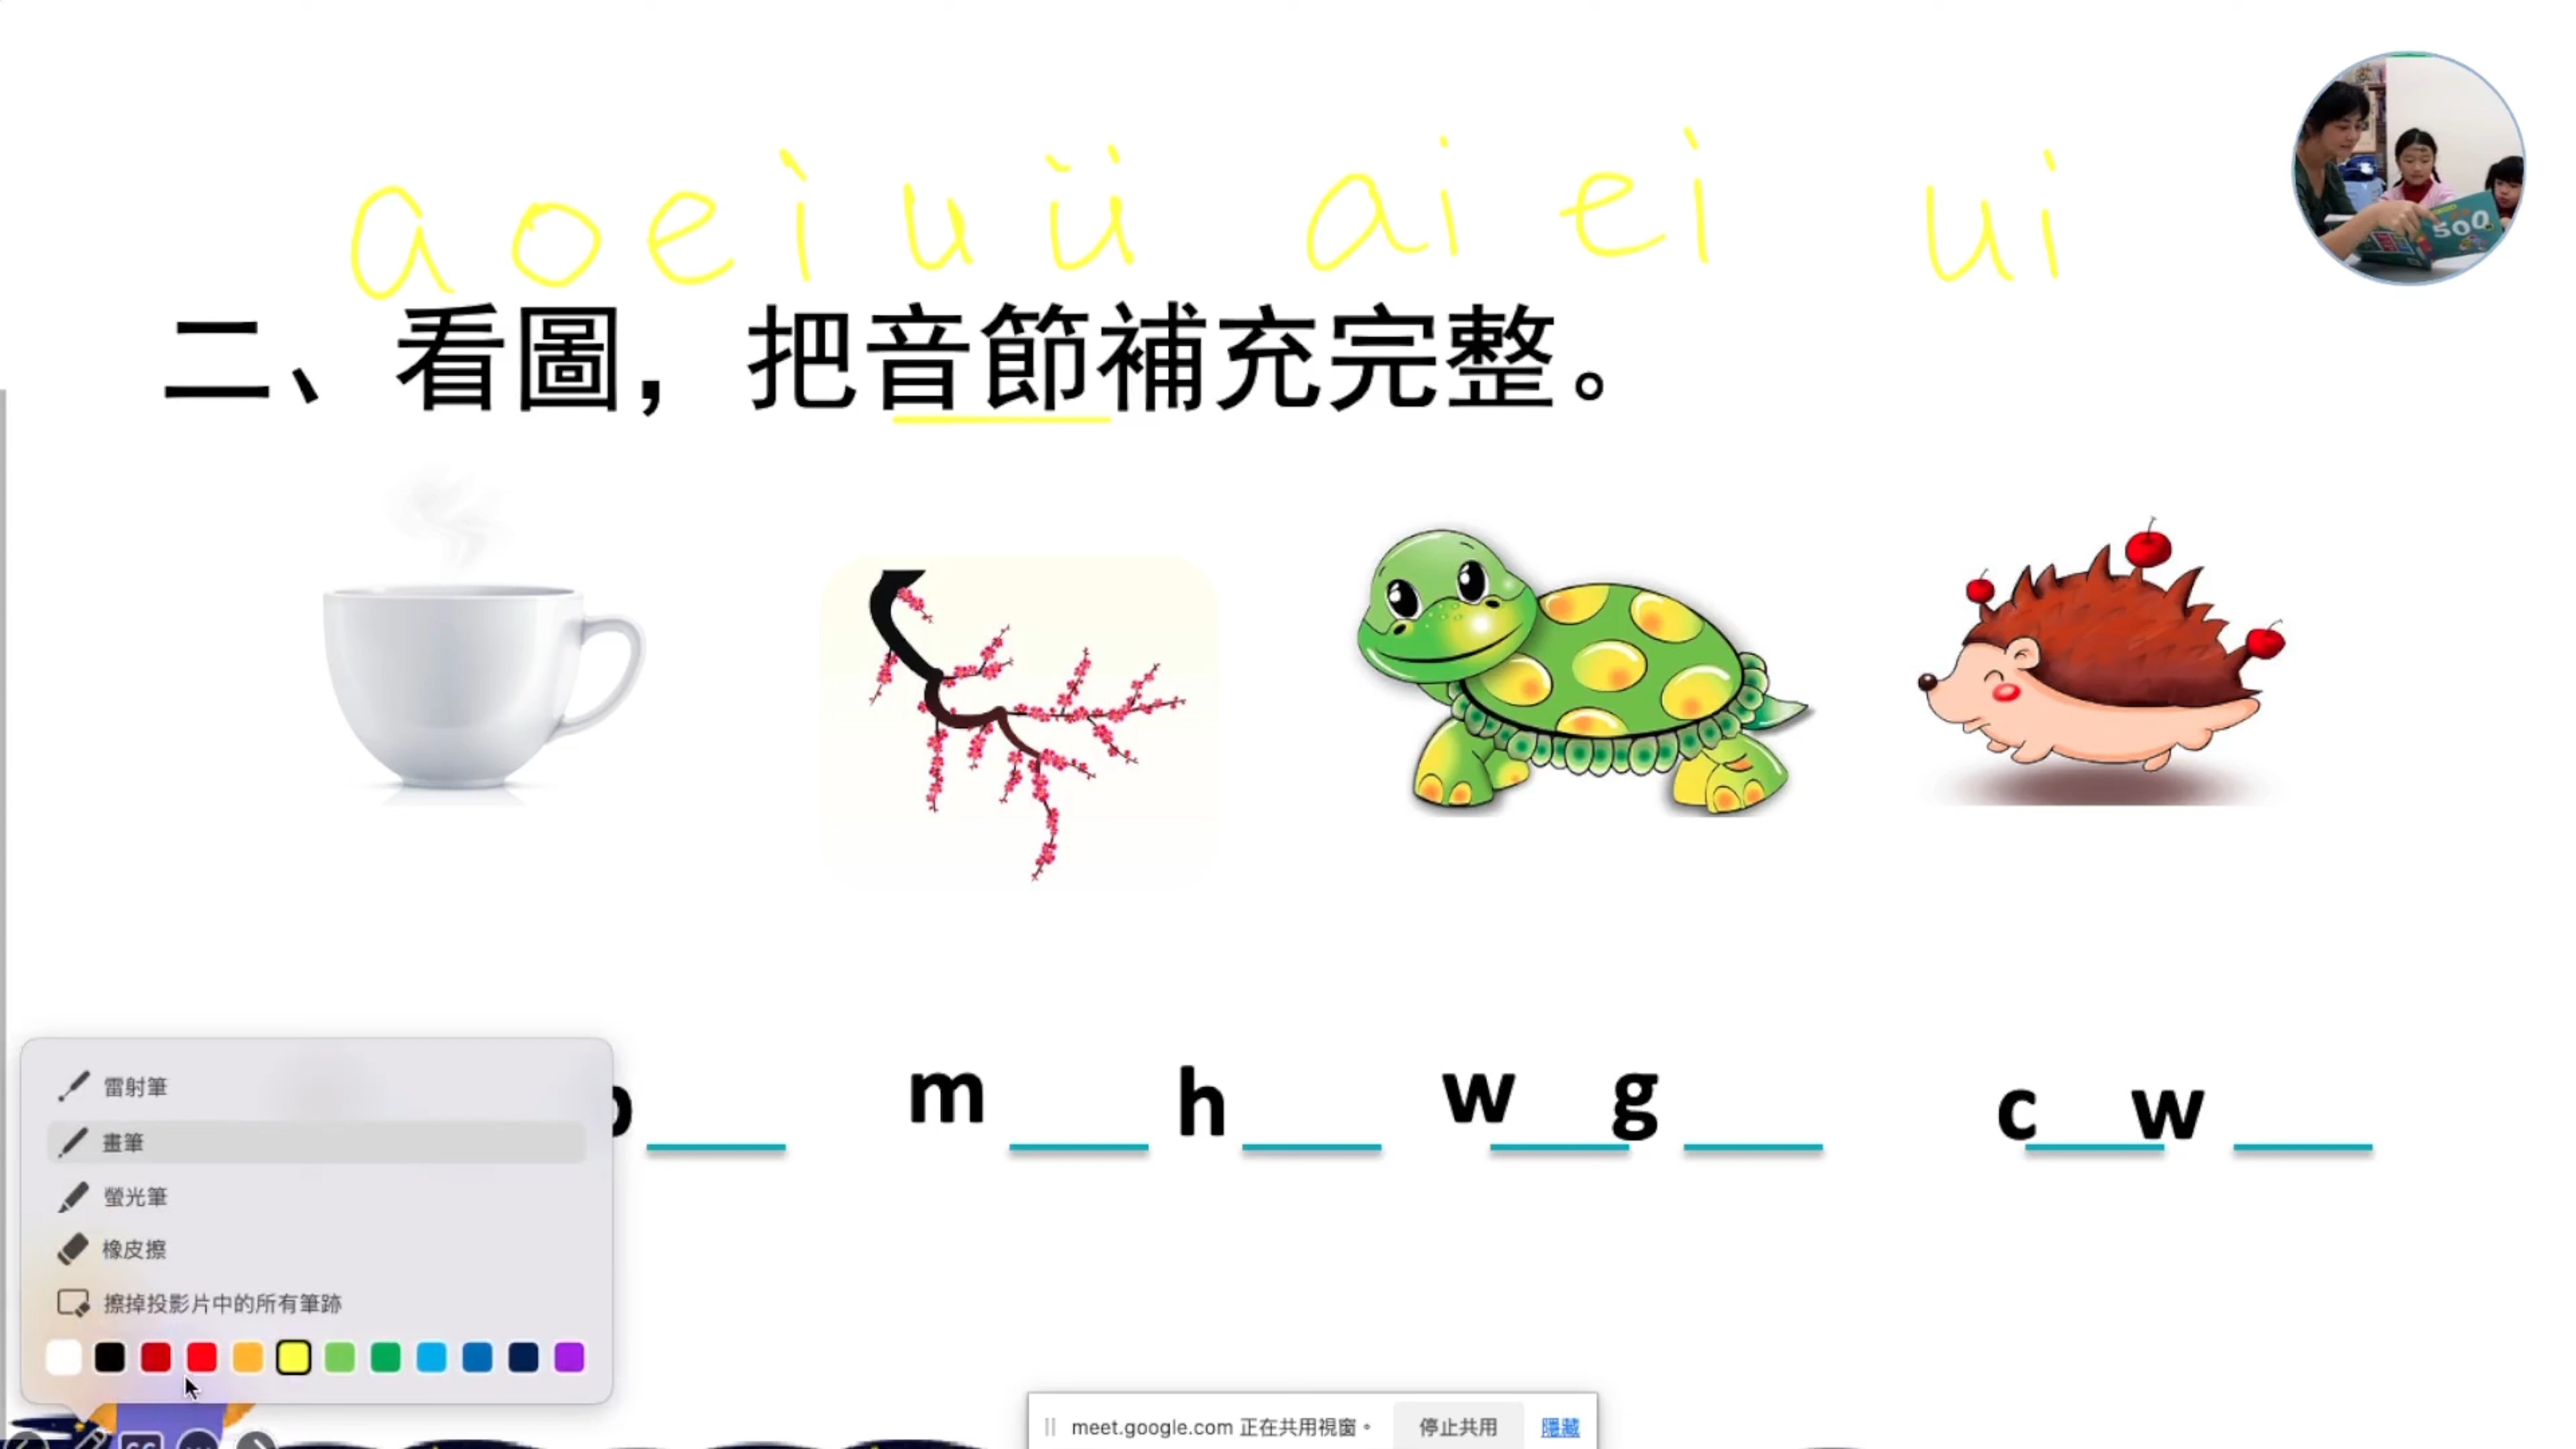 a o e i u ü ai ei ui
500
二、看圖，把音節補充完整。
m h w g c w
雷射筆
畫筆
螢光筆
橡皮擦
擦掉投影片中的所有筆跡
meet.google.com 正在共用視窗。 停止共用 隱藏